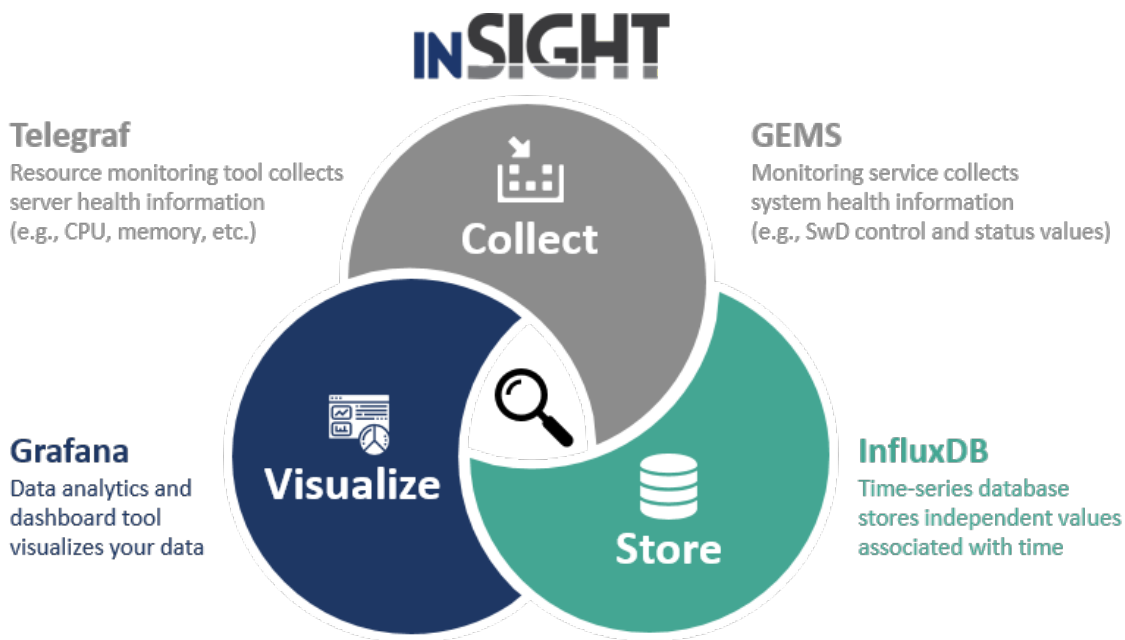 INSIGHT
Telegraf
Resource monitoring tool collects
server health information
(e.g., CPU, memory, etc.)
GEMS
Monitoring service collects
system health information
(e.g., SwD control and status values)
Collect
Grafana
Data analytics and
dashboard tool
visualizes your data
Visualize
Store
InfluxDB
Time-series database
stores independent values
associated with time